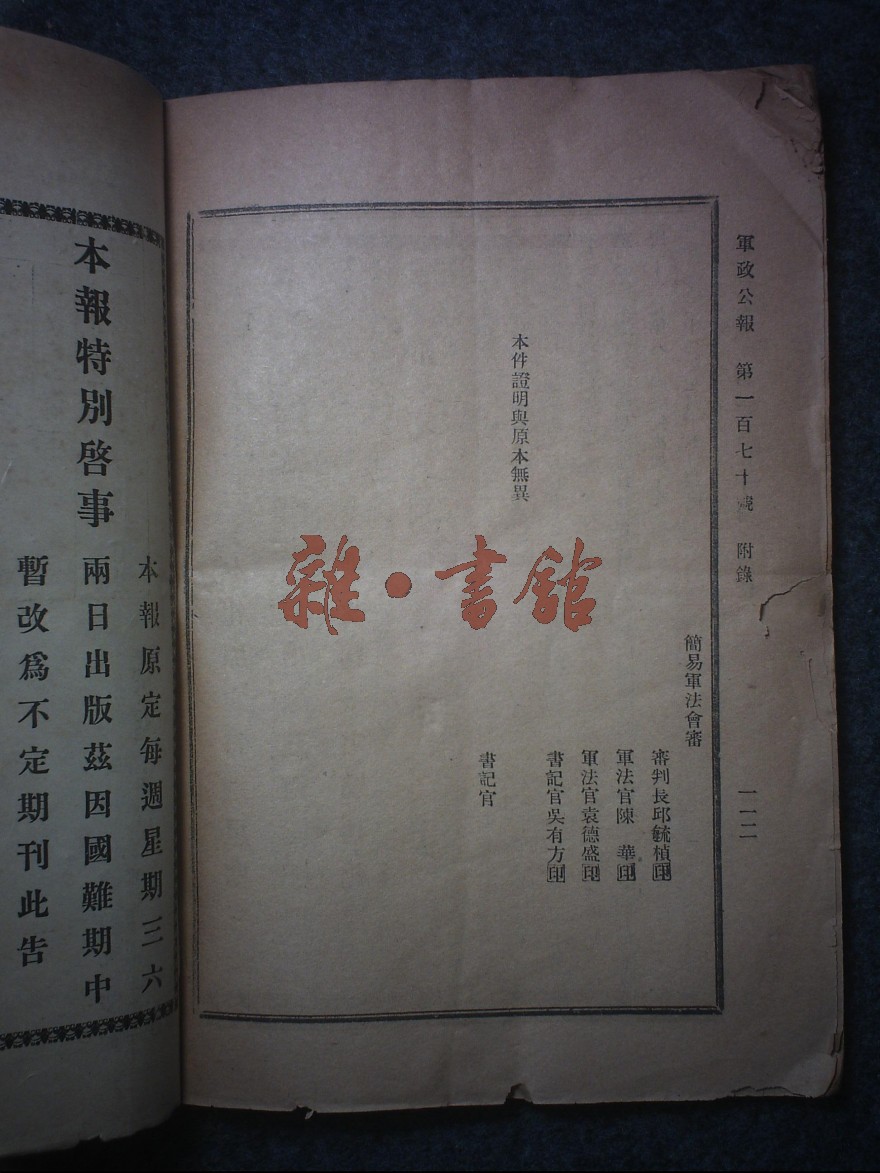 軍政公報　第一百七十號　附錄
一一二
簡易軍法會審
審判長邱毓楨印
軍法官陳　華印
軍法官袁德盛印
書記官吳有方印
本件證明與原本無異
書記官
雜·書館
本報特別啓事
本報原定每週星期三六
兩日出版茲因國難期中
暫改爲不定期刊此告